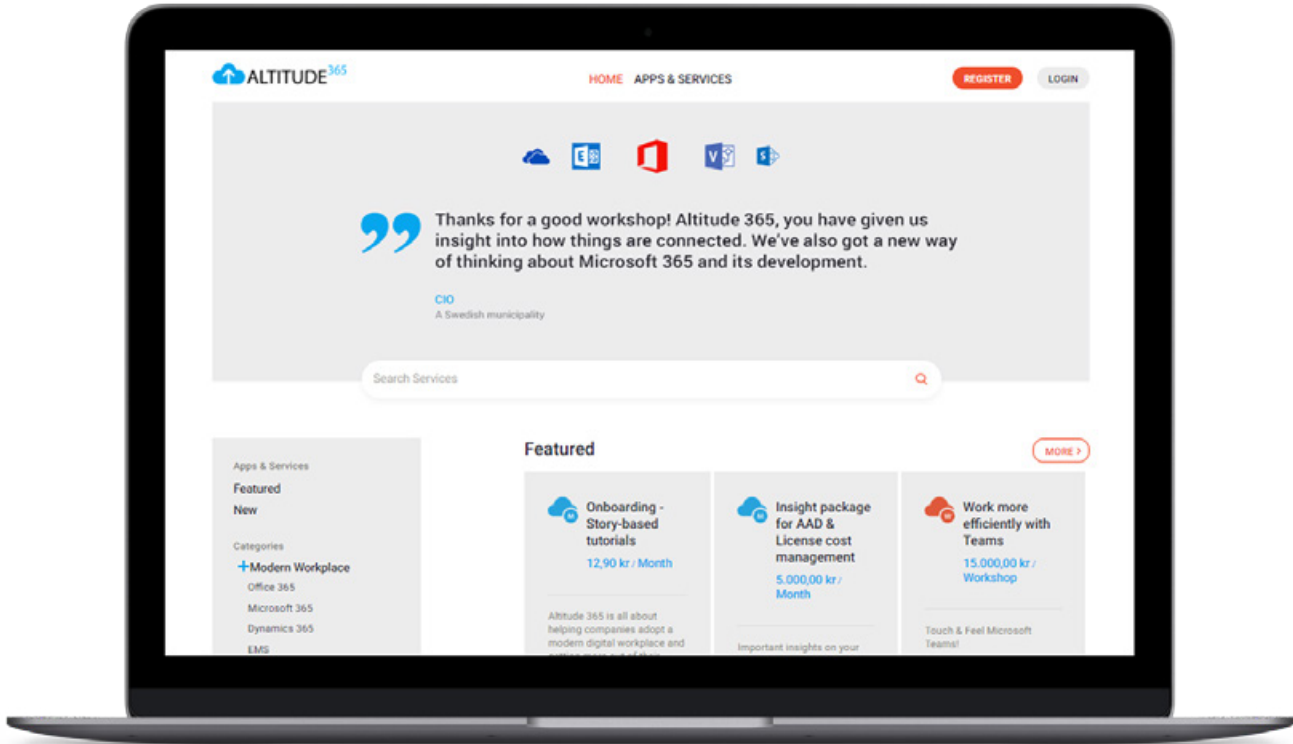 ALTITUDE365
HOME APPS & SERVICES
REGISTER
LOGIN
Thanks for a good workshop! Altitude 365, you have given us
insight into how things are connected. We've also got a new way
of thinking about Microsoft 365 and its development.
CIO
A Swedish municipality
Search Services
Apps & Services
Featured
New
Categories
+Modern Workplace
Office 365
Microsoft 365
Dynamics 365
EMS
Featured
MORE >
Onboarding -
Story-based
tutorials
12,90 kr / Month
Altitude 365 is all about
helping companies adopt a
modern digital workplace and
getting more out of their
Insight package
for AAD &
License cost
management
5.000,00 kr /
Month
Important insights on your
Work more
efficiently with
Teams
15.000,00 kr /
Workshop
Touch & Feel Microsoft
Teams!